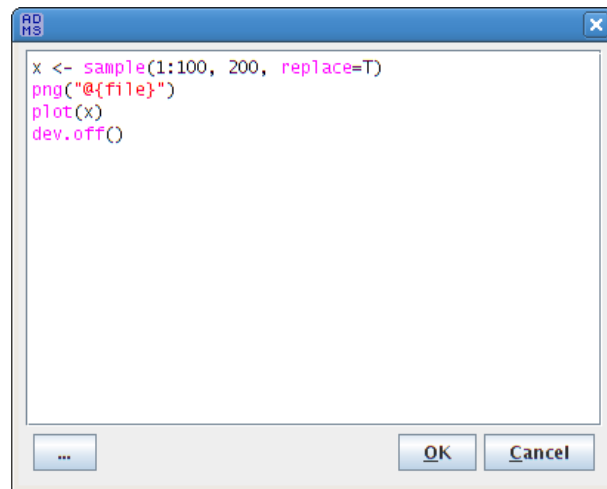 AD
MS
x <- sample(1:100, 200, replace=T)
png("@{file}")
plot(x)
dev.off()
...
OK
Cancel